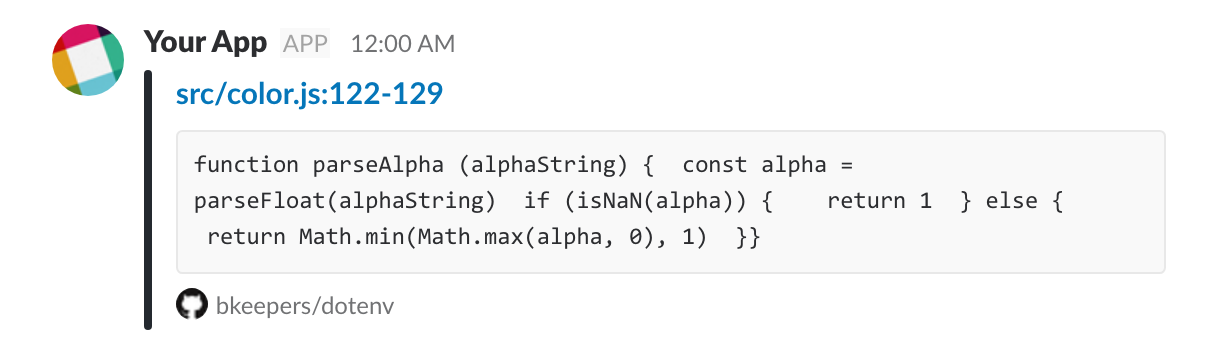 Your App APP 12:00 AM
src/color.js:122-129
function parseAlpha (alphaString) {  const alpha =
parseFloat(alphaString)  if (isNaN(alpha)) {    return 1  } else {
 return Math.min(Math.max(alpha, 0), 1)  }}
bkeepers/dotenv